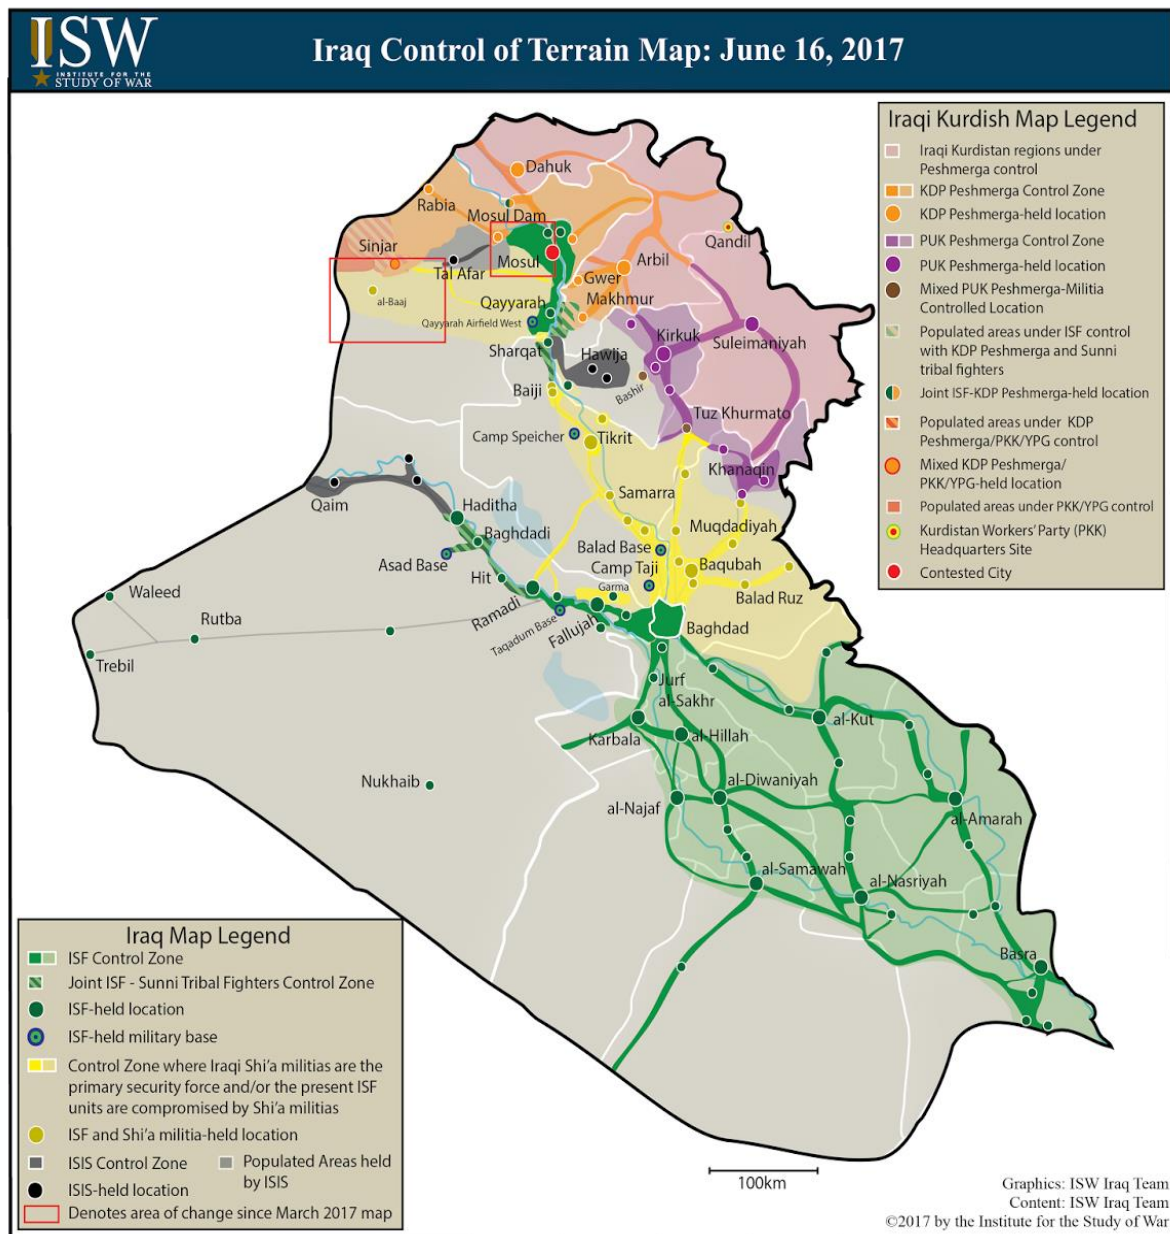 ISW
INSTITUTE FOR THE
STUDY OF WAR
Iraq Control of Terrain Map: June 16, 2017
Iraqi Kurdish Map Legend
Iraqi Kurdistan regions under
Peshmerga control
KDP Peshmerga Control Zone
KDP Peshmerga-held location
PUK Peshmerga Control Zone
PUK Peshmerga-held location
Mixed PUK Peshmerga-Militia
Controlled Location
Populated areas under ISF control
with KDP Peshmerga and Sunni
tribal fighters
Joint ISF-KDP Peshmerga-held location
Populated areas under KDP
Peshmerga/PKK/YPG control
Mixed KDP Peshmerga/
PKK/YPG-held location
Populated areas under PKK/YPG control
Kurdistan Workers' Party (PKK)
Headquarters Site
Contested City
Dahuk
Rabia
Mosul Dam
Qandil
Sinjar
Tal Afar
Mosul
Arbil
Gwer
al-Baaj
Qayyarah
Makhmur
Qayyarah Airfield West
Kirkuk
Suleimaniyah
Sharqat
Hawija
Bashir
Baiji
Tuz Khurmato
Camp Speicher
Tikrit
Khanaqin
Qaim
Samarra
Haditha
Muqdadiyah
Baghdadi
Balad Base
Asad Base
Camp Taji
Baqubah
Hit
Garma
Balad Ruz
Waleed
Ramadi
Rutba
Taqadum Base
Fallujah
Baghdad
Trebil
Jurf
al-Sakhr
al-Kut
Karbala
al-Hillah
Nukhaib
al-Diwaniyah
al-Najaf
al-Amarah
al-Samawah
al-Nasriyah
Basra
Iraq Map Legend
ISF Control Zone
Joint ISF - Sunni Tribal Fighters Control Zone
ISF-held location
ISF-held military base
Control Zone where Iraqi Shi'a militias are the
primary security force and/or the present ISF
units are compromised by Shi'a militias
ISF and Shi'a militia-held location
ISIS Control Zone
Populated Areas held
by ISIS
ISIS-held location
Denotes area of change since March 2017 map
100km
Graphics: ISW Iraq Team
Content: ISW Iraq Team
©2017 by the Institute for the Study of War